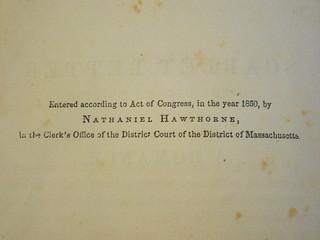 Entered according to Act of Congress, in the year 1850, by
NATHANIEL HAWTHORNE,
in the Clerk's Office of the District Court of the District of Massachusetts.